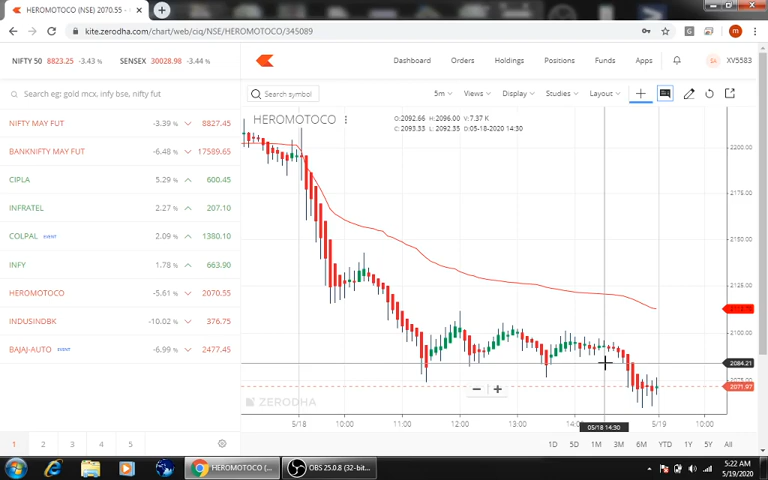 HEROMOTOCO (NSE) 2070.55
kite.zerodha.com/chart/web/ciq/NSE/HEROMOTOCO/345089
NIFTY 50 8823.25 -3.43 % SENSEX 30028.98 -3.44 %
Dashboard Orders Holdings Positions Funds Apps SA XV5583
Search eg: gold mcx, infy bse, nifty fut
Search symbol 5m Views Display Studies Layout
HEROMOTOCO
O: 2092.66 H: 2096.00 V: 7.37 K
C: 2093.33 L: 2092.35 D: 05-18-2020 14:30
NIFTY MAY FUT -3.39 % 8827.45
BANKNIFTY MAY FUT -6.48 % 17589.65
CIPLA 5.29 % 600.45
INFRATEL 2.27 % 207.10
COLPAL EVENT 2.09 % 1380.10
INFY 1.78 % 663.90
HEROMOTOCO -5.61 % 2070.55
INDUSINDBK -10.02 % 376.75
BAJAJ-AUTO EVENT -6.99 % 2477.45
2200.00
2175.00
2150.00
2125.00
2100.00
2084.21
2071.97
ZERODHA
5/18 10:00 11:00 12:00 13:00 5/19 10:00
05/18 14:30
1 2 3 4 5
1D 5D 1M 3M 6M YTD 1Y 5Y All
HEROMOTOCO (...
OBS 25.0.8 (32-bit...
5:22 AM
5/19/2020